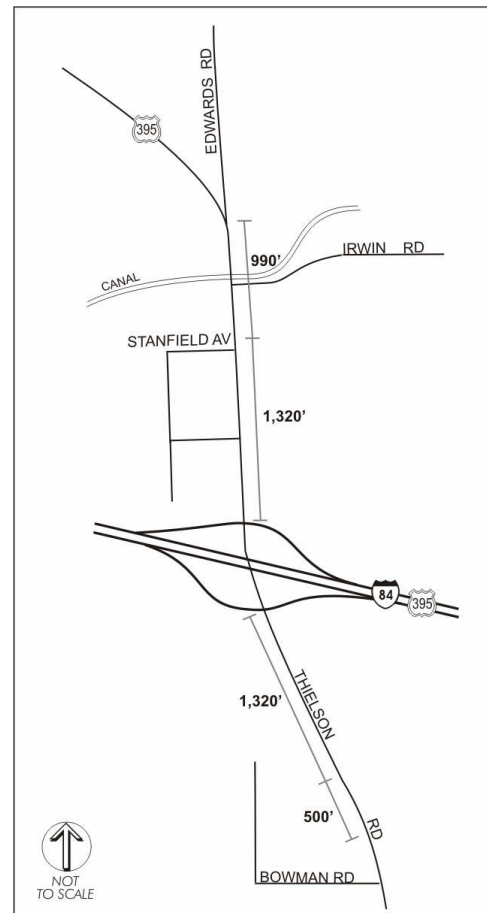 EDWARDS RD
395
990'
IRWIN RD
CANAL
STANFIELD AV
1,320'
84
395
THIELSON RD
1,320'
500'
BOWMAN RD
NOT
TO SCALE